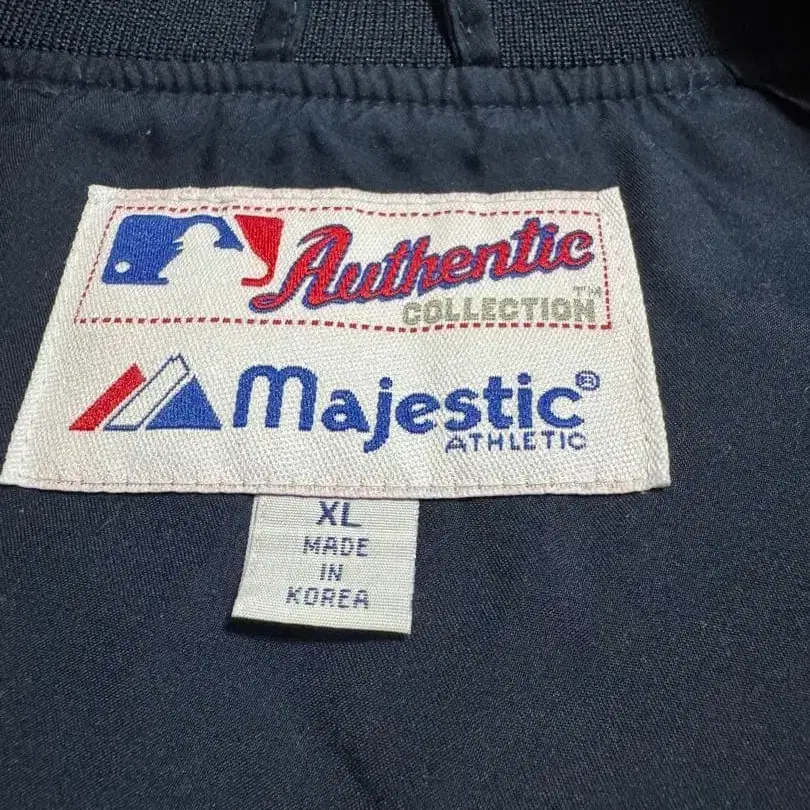 Authentic
COLLECTION™
Majestic®
ATHLETIC
XL
MADE
IN
KOREA